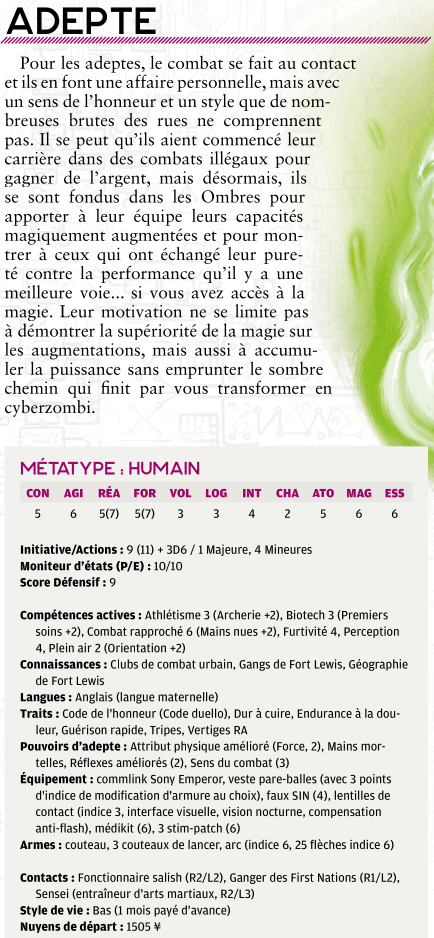 ADEPTE
Pour les adeptes, le combat se fait au contact
et ils en font une affaire personnelle, mais avec
un sens de l'honneur et un style que de nom-
breuses brutes des rues ne comprennent
pas. Il se peut qu'ils aient commencé leur
carrière dans des combats illégaux pour
gagner de l'argent, mais désormais, ils
se sont fondus dans les Ombres pour
apporter à leur équipe leurs capacités
magiquement augmentées et pour mon-
trer à ceux qui ont échangé leur pure-
té contre la performance qu'il y a une
meilleure voie... si vous avez accès à la
magie. Leur motivation ne se limite pas
à démontrer la supériorité de la magie sur
les augmentations, mais aussi à accumu-
ler la puissance sans emprunter le sombre
chemin qui finit par vous transformer en
cyberzombi.
MÉTATYPE : HUMAIN
CON AGI RÉA FOR VOL LOG INT CHA ATO MAG ESS
5 6 5(7) 5(7) 3 3 4 2 5 6 6
Initiative/Actions : 9 (11) + 3D6 / 1 Majeure, 4 Mineures
Moniteur d'états (P/E) : 10/10
Score Défensif : 9
Compétences actives : Athlétisme 3 (Archerie +2), Biotech 3 (Premiers
soins +2), Combat rapproché 6 (Mains nues +2), Furtivité 4, Perception
4, Plein air 2 (Orientation +2)
Connaissances : Clubs de combat urbain, Gangs de Fort Lewis, Géographie
de Fort Lewis
Langues : Anglais (langue maternelle)
Traits : Code de l'honneur (Code duello), Dur à cuire, Endurance à la dou-
leur, Guérison rapide, Tripes, Vertiges RA
Pouvoirs d'adepte : Attribut physique amélioré (Force, 2), Mains mor-
telles, Réflexes améliorés (2), Sens du combat (3)
Équipement : commlink Sony Emperor, veste pare-balles (avec 3 points
d'indice de modification d'armure au choix), faux SIN (4), lentilles de
contact (indice 3, interface visuelle, vision nocturne, compensation
anti-flash), médikit (6), 3 stim-patch (6)
Armes : couteau, 3 couteaux de lancer, arc (indice 6, 25 flèches indice 6)
Contacts : Fonctionnaire salish (R2/L2), Ganger des First Nations (R1/L2),
Sensei (entraîneur d'arts martiaux, R2/L3)
Style de vie : Bas (1 mois payé d'avance)
Nuyens de départ : 1505 ¥